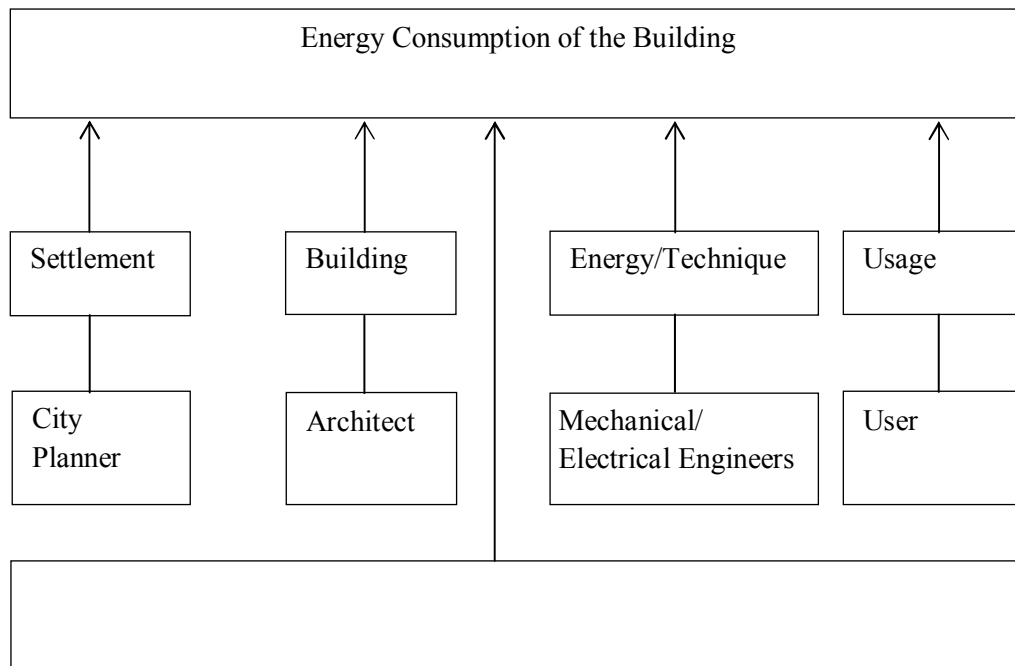 Energy Consumption of the Building
Settlement
Building
Energy/Technique
Usage
City
Planner
Architect
Mechanical/
Electrical Engineers
User